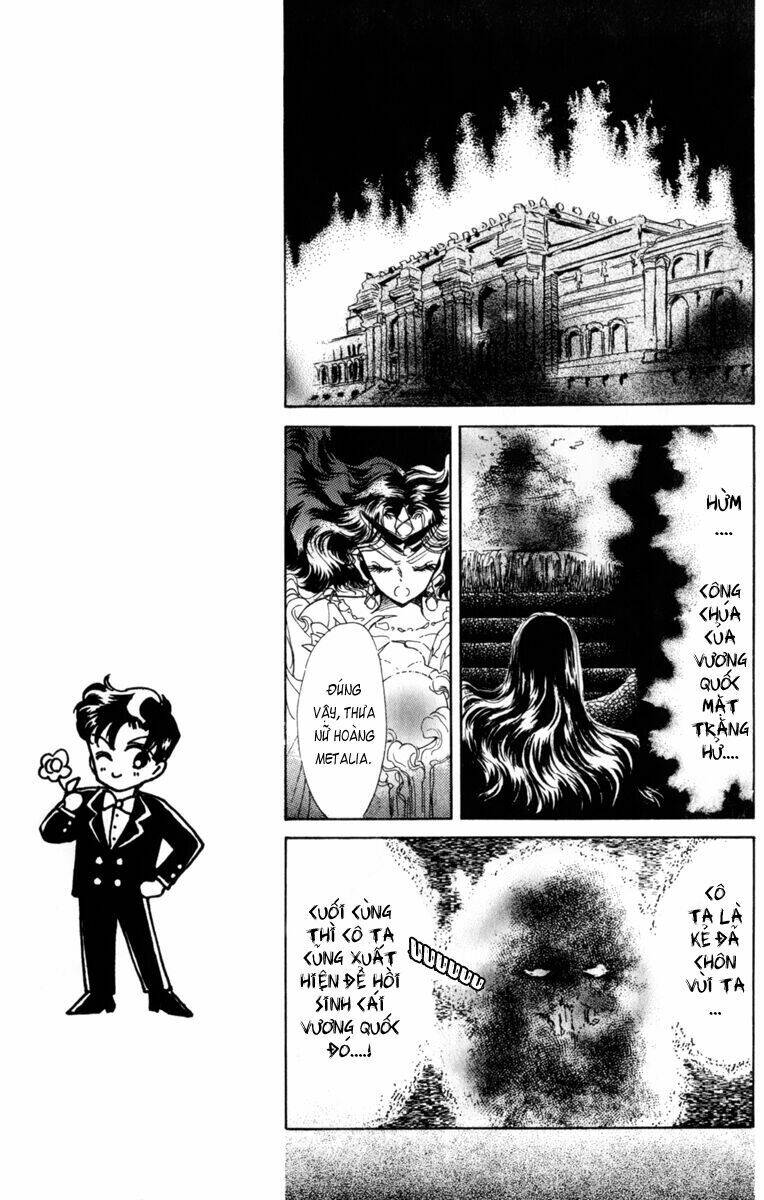 HỪM
....
CÔNG
CHÚA
CỦA
VƯƠNG
QUỐC
MẶT
TRĂNG
HỬ....
ĐÚNG
VẬY, THƯA
NỮ HOÀNG
METALIA.
CÔ
TA LÀ
KẺ ĐÃ
CHÔN
VÙI TA
...
UUUUUU
CUỐI CÙNG
THÌ CÔ TA
CŨNG XUẤT
HIỆN ĐỂ HỒI
SINH CÁI
VƯƠNG QUỐC
ĐÓ....!